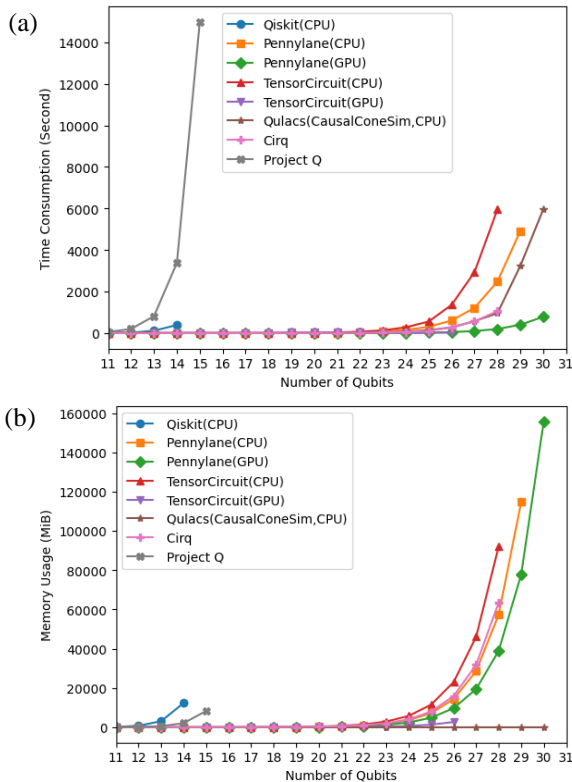 (a)
14000
12000
10000
8000
6000
4000
2000
0
Time Consumption (Second)
Qiskit(CPU)
Pennylane(CPU)
Pennylane(GPU)
TensorCircuit(CPU)
TensorCircuit(GPU)
Qulacs(CausalConeSim,CPU)
Cirq
Project Q
11 12 13 14 15 16 17 18 19 20 21 22 23 24 25 26 27 28 29 30 31
Number of Qubits
(b)
160000
140000
120000
100000
80000
60000
40000
20000
0
Memory Usage (MiB)
Qiskit(CPU)
Pennylane(CPU)
Pennylane(GPU)
TensorCircuit(CPU)
TensorCircuit(GPU)
Qulacs(CausalConeSim,CPU)
Cirq
Project Q
11 12 13 14 15 16 17 18 19 20 21 22 23 24 25 26 27 28 29 30 31
Number of Qubits